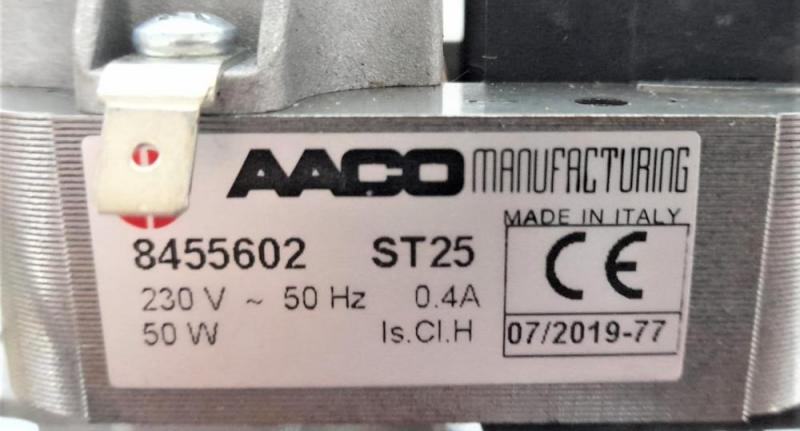 AACO MANUFACTURING
MADE IN ITALY
8455602 ST25
CE
230 V ~ 50 Hz 0.4A
50 W Is.Cl.H
07/2019-77